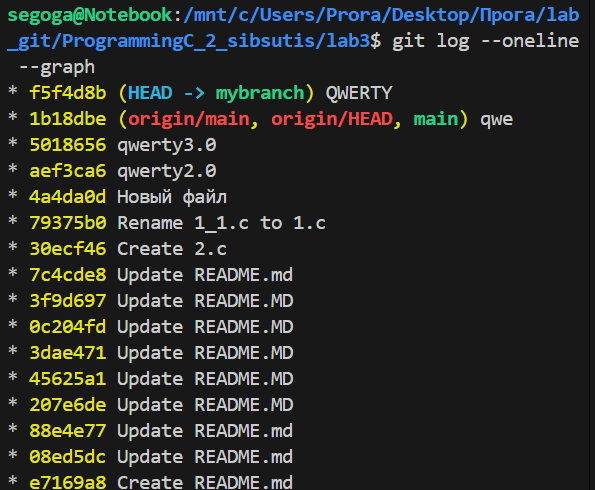 segoga@Notebook:/mnt/c/Users/Prora/Desktop/Прога/lab
_git/ProgrammingC_2_sibsutis/lab3$ git log --oneline
 --graph
* f5f4d8b (HEAD -> mybranch) QWERTY
* 1b18dbe (origin/main, origin/HEAD, main) qwe
* 5018656 qwerty3.0
* aef3ca6 qwerty2.0
* 4a4da0d Новый файл
* 79375b0 Rename 1_1.c to 1.c
* 30ecf46 Create 2.c
* 7c4cde8 Update README.md
* 3f9d697 Update README.MD
* 0c204fd Update README.MD
* 3dae471 Update README.MD
* 45625a1 Update README.MD
* 207e6de Update README.MD
* 88e4e77 Update README.md
* 08ed5dc Update README.MD
* e7169a8 Create README.md